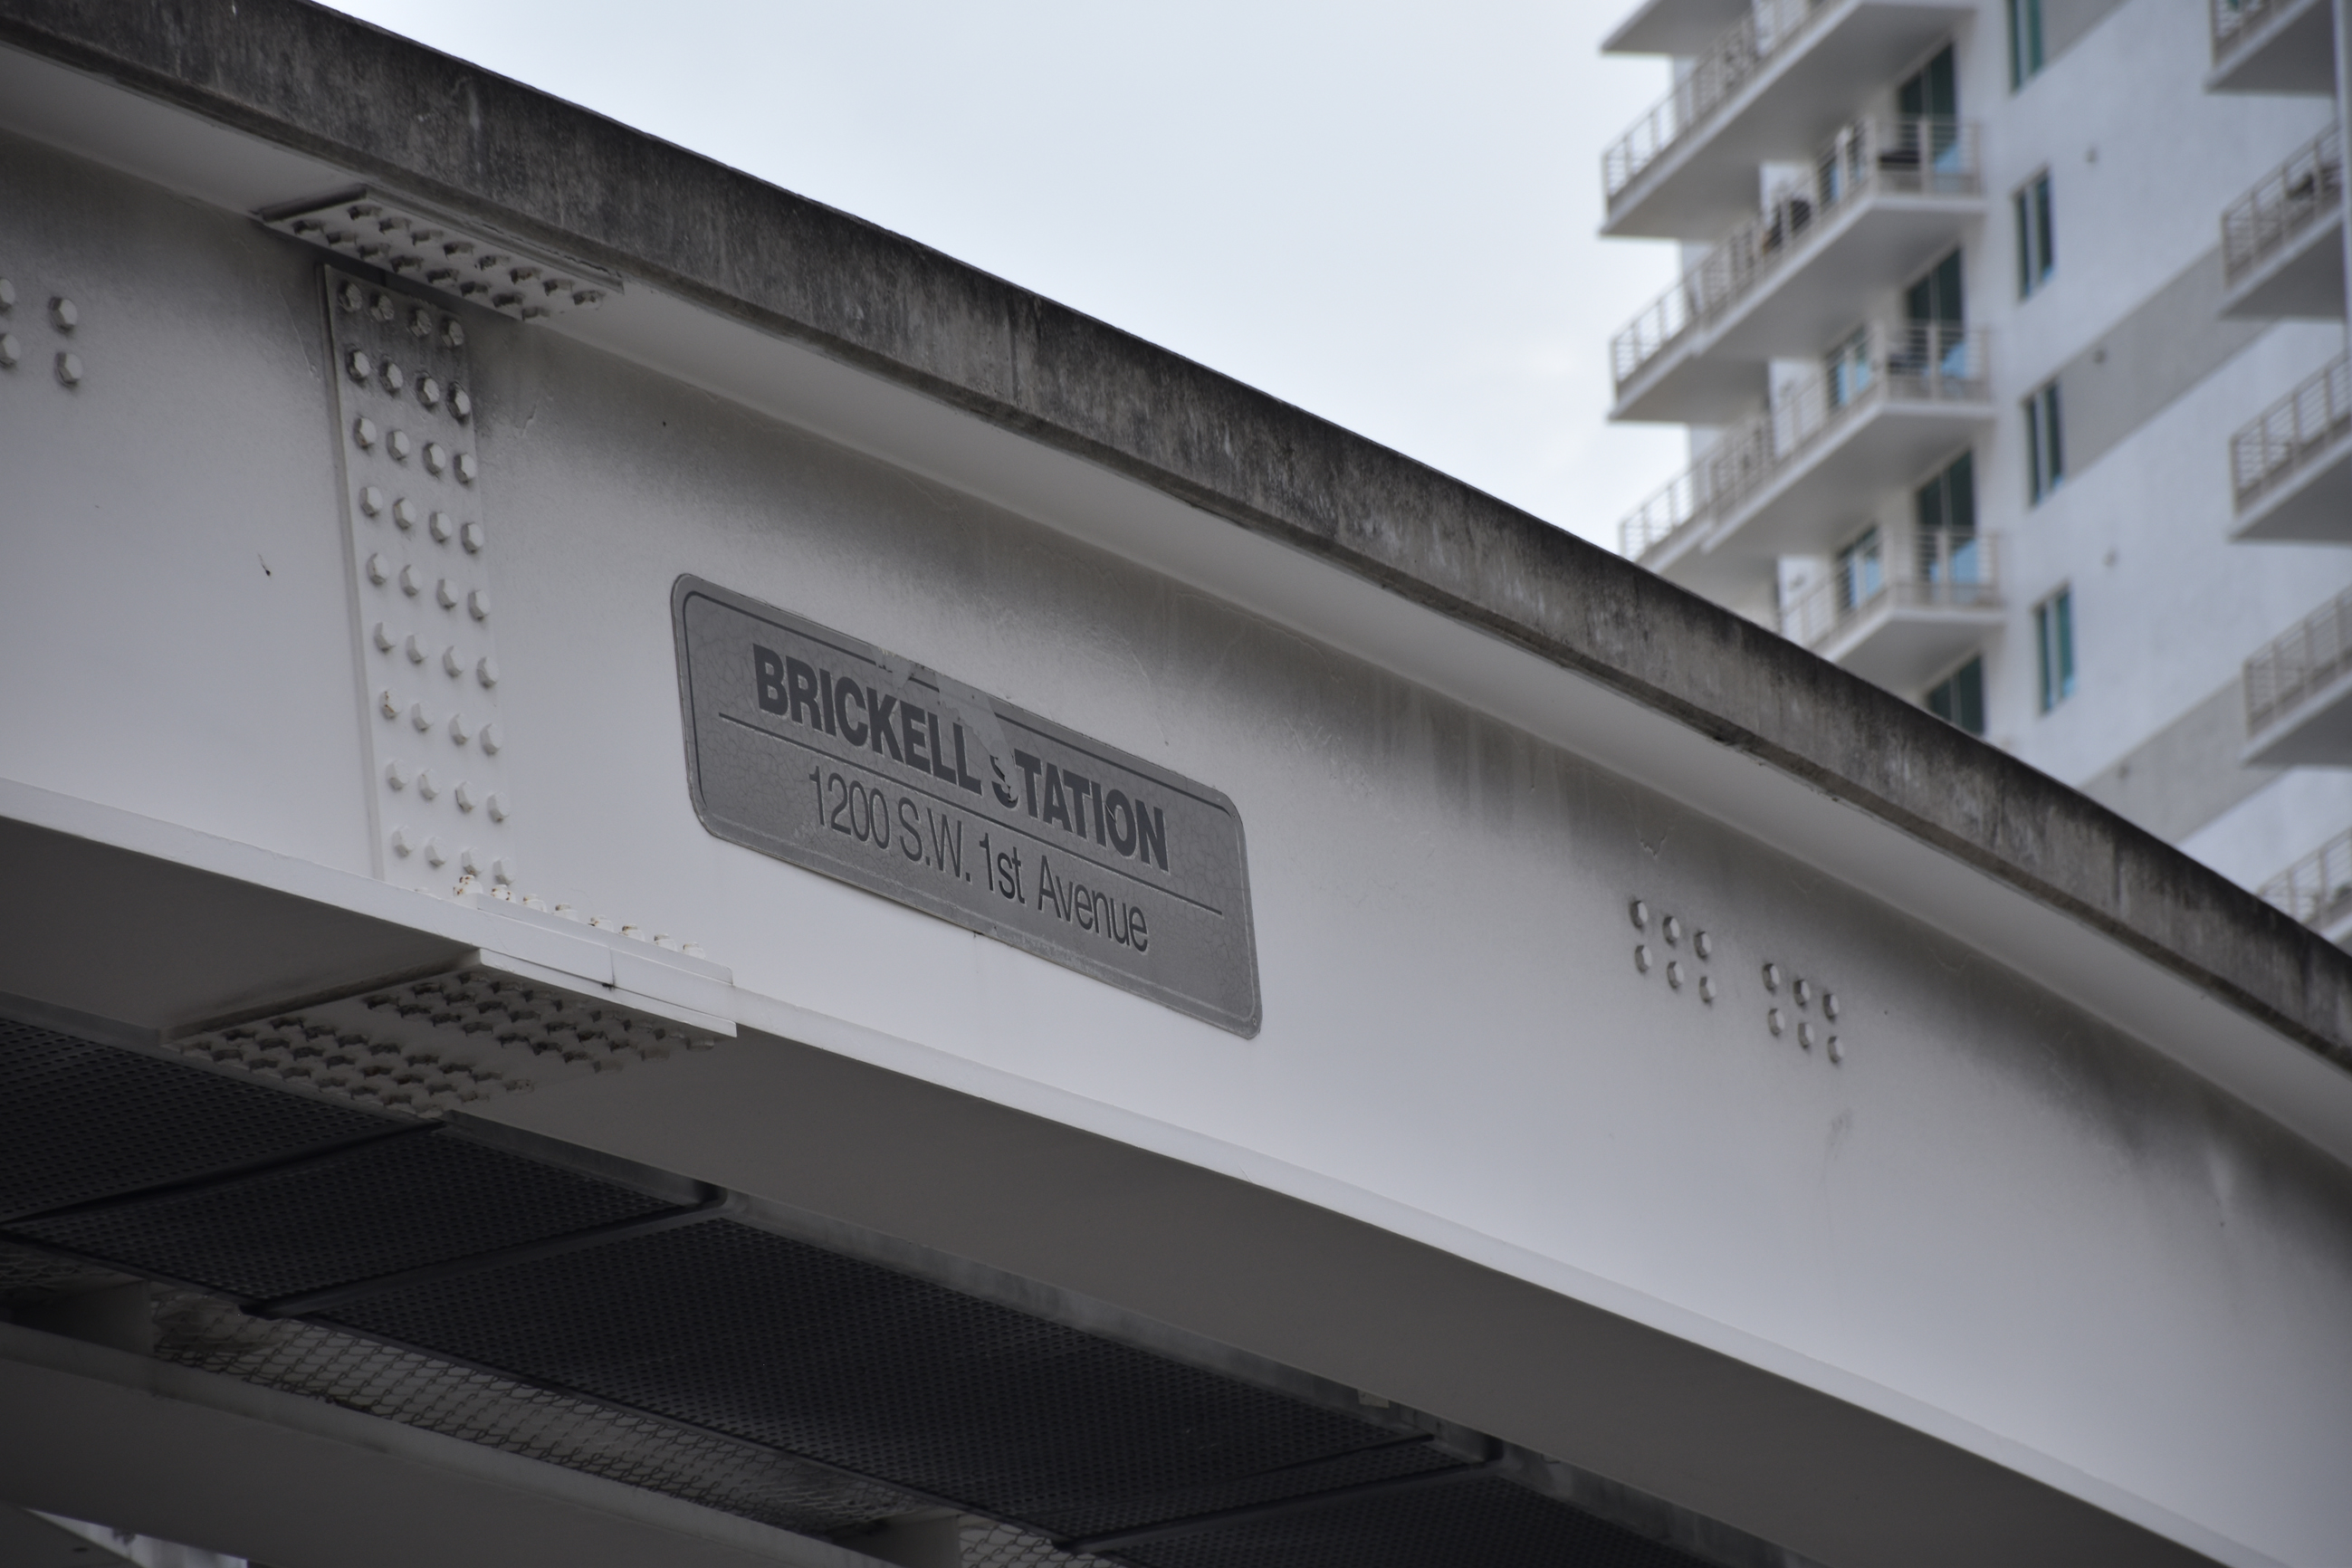 BRICKELL STATION
1200 S.W. 1st Avenue